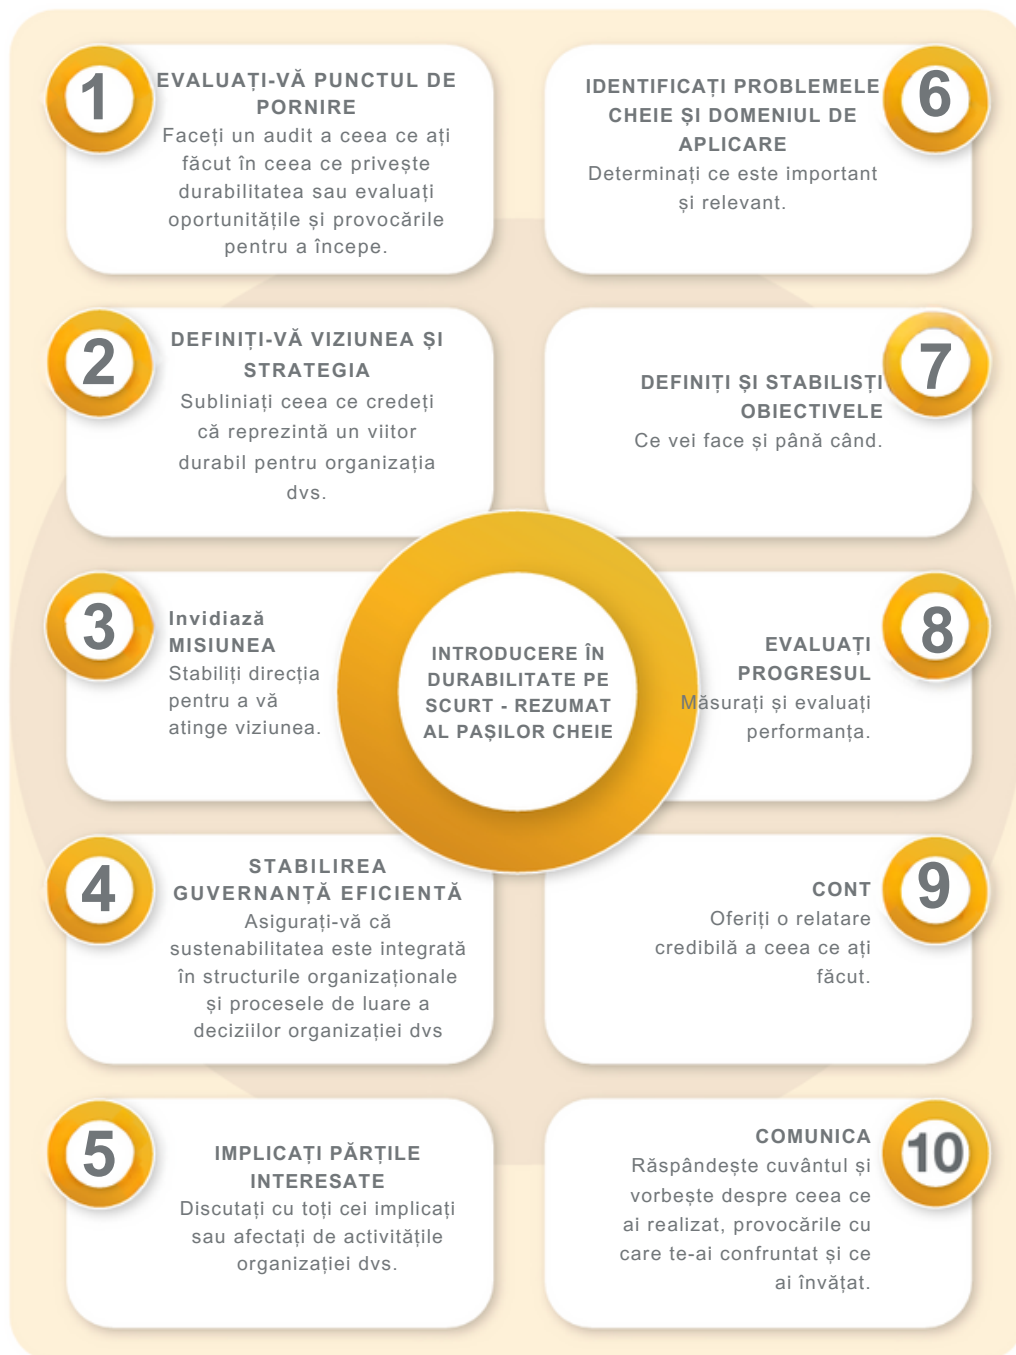 1
EVALUAȚI-VĂ PUNCTUL DE
PORNIRE
Faceți un audit a ceea ce ați
făcut în ceea ce privește
durabilitatea sau evaluați
oportunitățile și provocările
pentru a începe.
2
DEFINIȚI-VĂ VIZIUNEA ȘI
STRATEGIA
Subliniați ceea ce credeți
că reprezintă un viitor
durabil pentru organizația
dvs.
3
Invidiază
MISIUNEA
Stabiliți direcția
pentru a vă
atinge viziunea.
4
STABILIREA
GUVERNANȚĂ EFICIENTĂ
Asigurați-vă că
sustenabilitatea este integrată
în structurile organizaționale
și procesele de luare a
deciziilor organizației dvs
5
IMPLICAȚI PĂRȚILE
INTERESATE
Discutați cu toți cei implicați
sau afectați de activitățile
organizației dvs.
INTRODUCERE ÎN
DURABILITATE PE
SCURT - REZUMAT
AL PAȘILOR CHEIE
6
IDENTIFICAȚI PROBLEMELE
CHEIE ȘI DOMENIUL DE
APLICARE
Determinați ce este important
și relevant.
7
DEFINIȚI ȘI STABILISȚI
OBIECTIVELE
Ce vei face și până când.
8
EVALUAȚI
PROGRESUL
Măsurați și evaluați
performanța.
9
CONT
Oferiți o relatare
credibilă a ceea ce ați
făcut.
10
COMUNICA
Răspândește cuvântul și
vorbește despre ceea ce
ai realizat, provocările cu
care te-ai confruntat și ce
ai învățat.